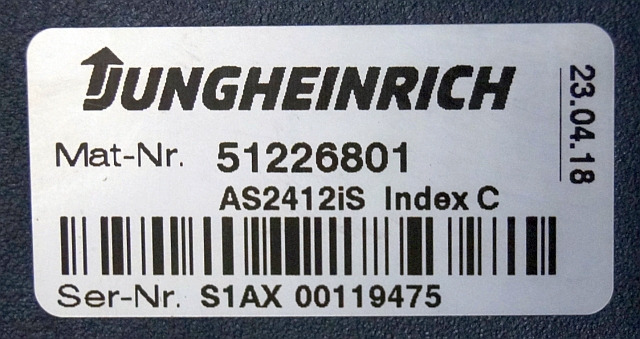 JUNGHEINRICH
Mat-Nr. 51226801
AS2412iS Index C
Ser-Nr. S1AX 00119475
23.04.18